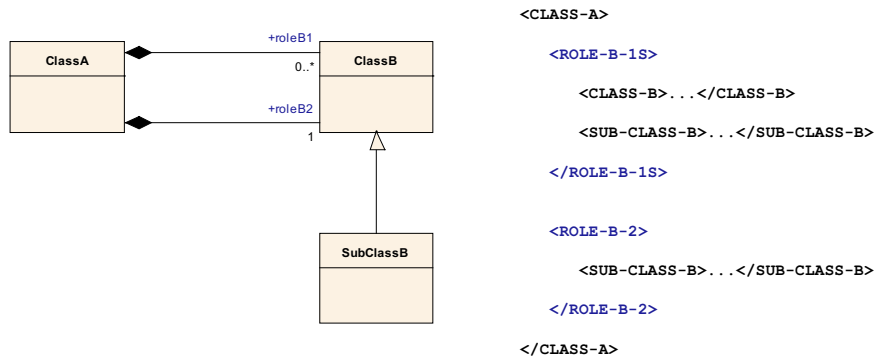 ClassA
+roleB1
0..*
ClassB
+roleB2
1
SubClassB
<CLASS-A>
<ROLE-B-1S>
<CLASS-B>...</CLASS-B>
<SUB-CLASS-B>...</SUB-CLASS-B>
</ROLE-B-1S>
<ROLE-B-2>
<SUB-CLASS-B>...</SUB-CLASS-B>
</ROLE-B-2>
</CLASS-A>